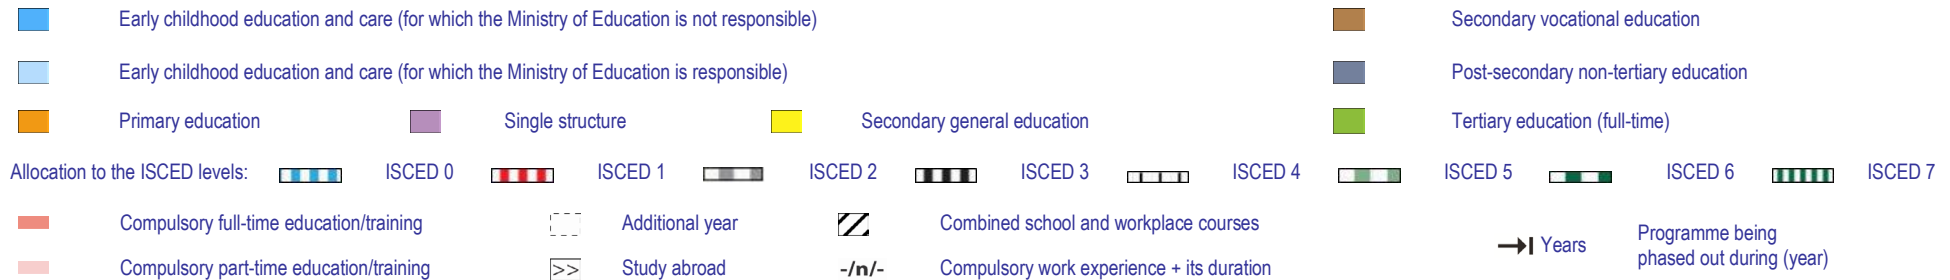 Early childhood education and care (for which the Ministry of Education is not responsible) Secondary vocational education
Early childhood education and care (for which the Ministry of Education is responsible) Post-secondary non-tertiary education
Primary education Single structure Secondary general education Tertiary education (full-time)
Allocation to the ISCED levels: ISCED 0 ISCED 1 ISCED 2 ISCED 3 ISCED 4 ISCED 5 ISCED 6 ISCED 7
Compulsory full-time education/training Additional year Combined school and workplace courses
Years Programme being
phased out during (year)
Compulsory part-time education/training >> Study abroad -/n/- Compulsory work experience + its duration